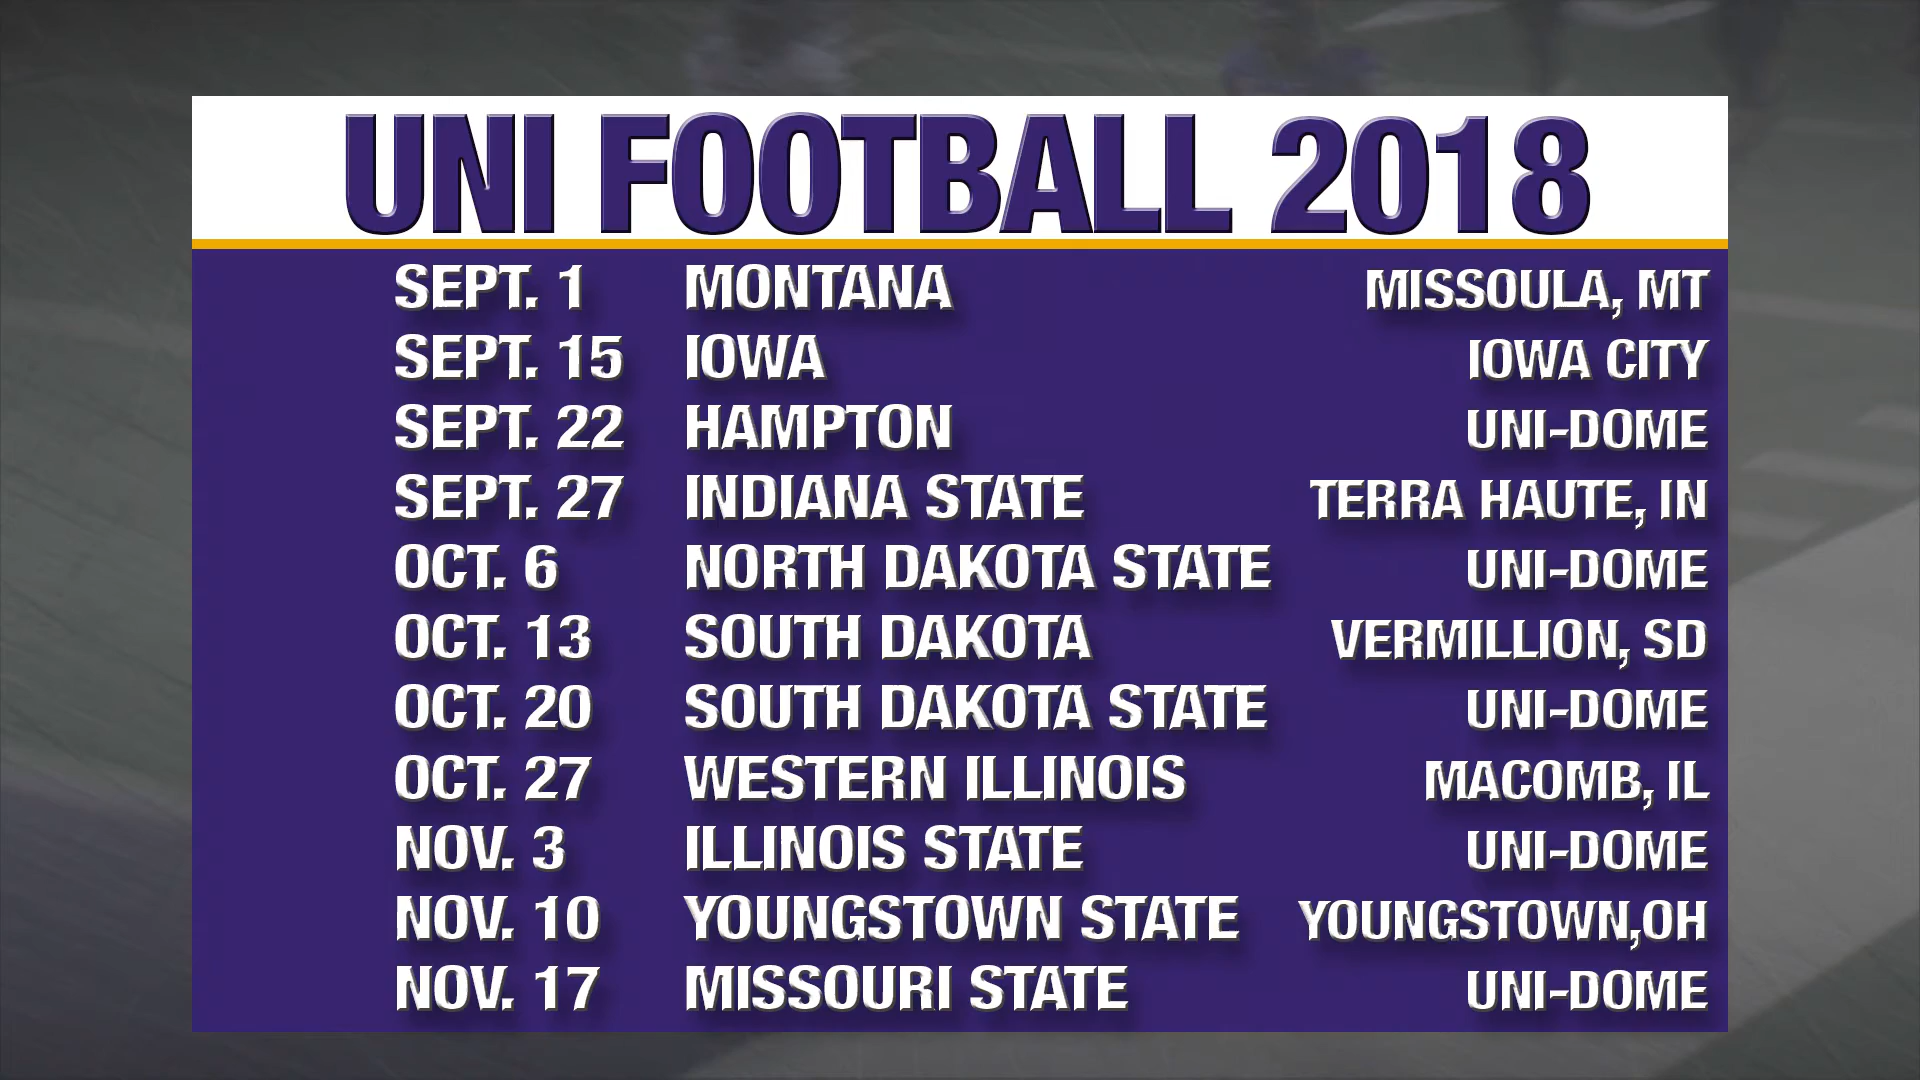 UNI FOOTBALL 2018
SEPT. 1 MONTANA MISSOULA, MT
SEPT. 15 IOWA IOWA CITY
SEPT. 22 HAMPTON UNI-DOME
SEPT. 27 INDIANA STATE TERRA HAUTE, IN
OCT. 6 NORTH DAKOTA STATE UNI-DOME
OCT. 13 SOUTH DAKOTA VERMILLION, SD
OCT. 20 SOUTH DAKOTA STATE UNI-DOME
OCT. 27 WESTERN ILLINOIS MACOMB, IL
NOV. 3 ILLINOIS STATE UNI-DOME
NOV. 10 YOUNGSTOWN STATE YOUNGSTOWN,OH
NOV. 17 MISSOURI STATE UNI-DOME